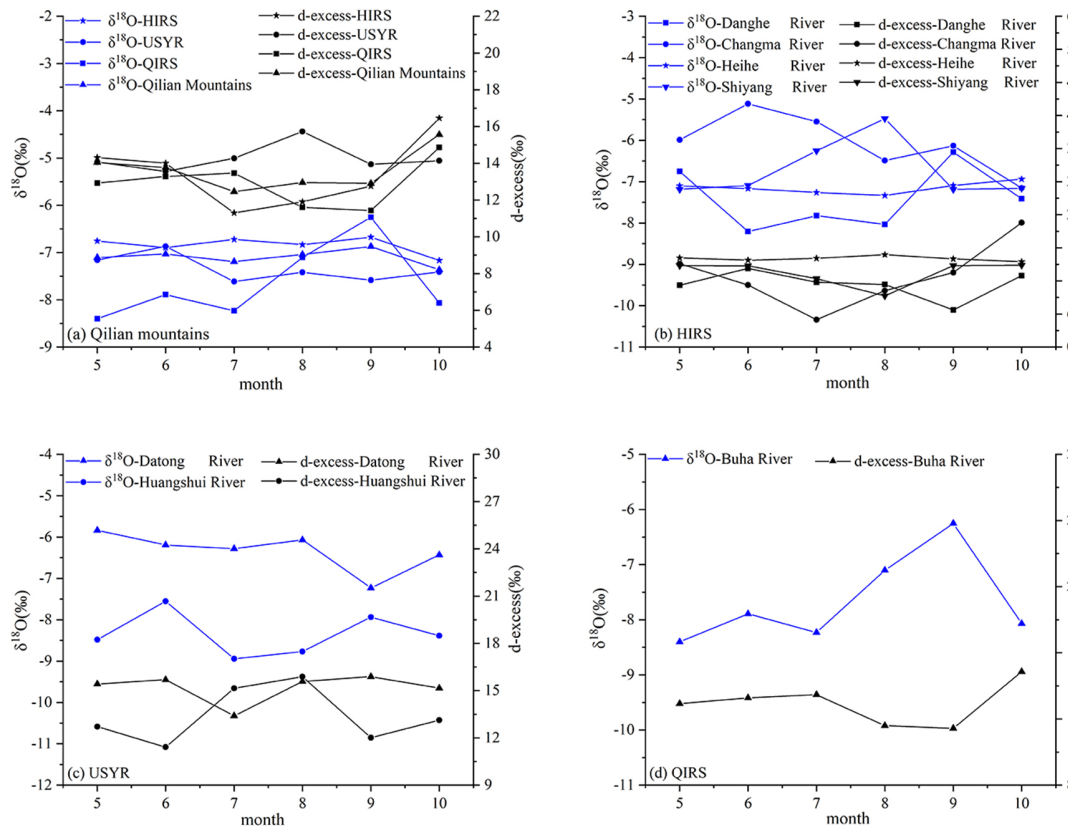 δ¹⁸O-HIRS
δ¹⁸O-USYR
δ¹⁸O-QIRS
δ¹⁸O-Qilian Mountains
d-excess-HIRS
d-excess-USYR
d-excess-QIRS
d-excess-Qilian Mountains
-2
-3
-4
-5
-6
-7
-8
-9
δ¹⁸O(‰)
22
20
18
16
14
12
10
8
6
4
d-excess(‰)
(a) Qilian mountains
5 6 7 8 9 10
month
δ¹⁸O-Danghe River
δ¹⁸O-Changma River
δ¹⁸O-Heihe River
δ¹⁸O-Shiyang River
d-excess-Danghe River
d-excess-Changma River
d-excess-Heihe River
d-excess-Shiyang River
-3
-4
-5
-6
-7
-8
-9
-10
-11
δ¹⁸O(‰)
(b) HIRS
5 6 7 8 9 10
month
δ¹⁸O-Datong River
δ¹⁸O-Huangshui River
d-excess-Datong River
d-excess-Huangshui River
-4
-5
-6
-7
-8
-9
-10
-11
-12
δ¹⁸O(‰)
30
27
24
21
18
15
12
9
d-excess(‰)
(c) USYR
5 6 7 8 9 10
month
δ¹⁸O-Buha River
d-excess-Buha River
-5
-6
-7
-8
-9
-10
-11
δ¹⁸O(‰)
(d) QIRS
5 6 7 8 9 10
month